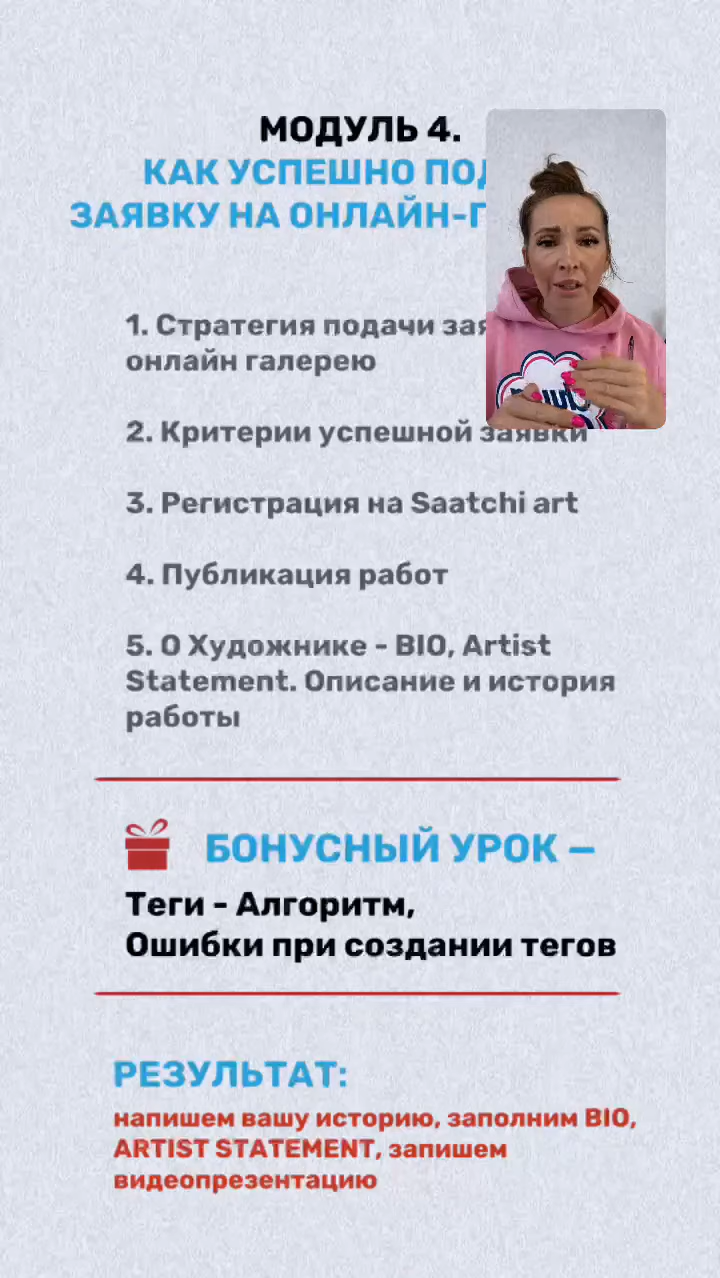 МОДУЛЬ 4.
КАК УСПЕШНО
ЗАЯВКУ НА ОНЛАЙН-
1. Стратегия подачи
онлайн галерею
2. Критерии успешной заявки
3. Регистрация на Saatchi art
4. Публикация работ
5. О Художнике - BIO, Artist
Statement. Описание и история
работы
БОНУСНЫЙ УРОК —
Теги - Алгоритм,
Ошибки при создании тегов
РЕЗУЛЬТАТ:
напишем вашу историю, заполним BIO,
ARTIST STATEMENT, запишем
видеопрезентацию